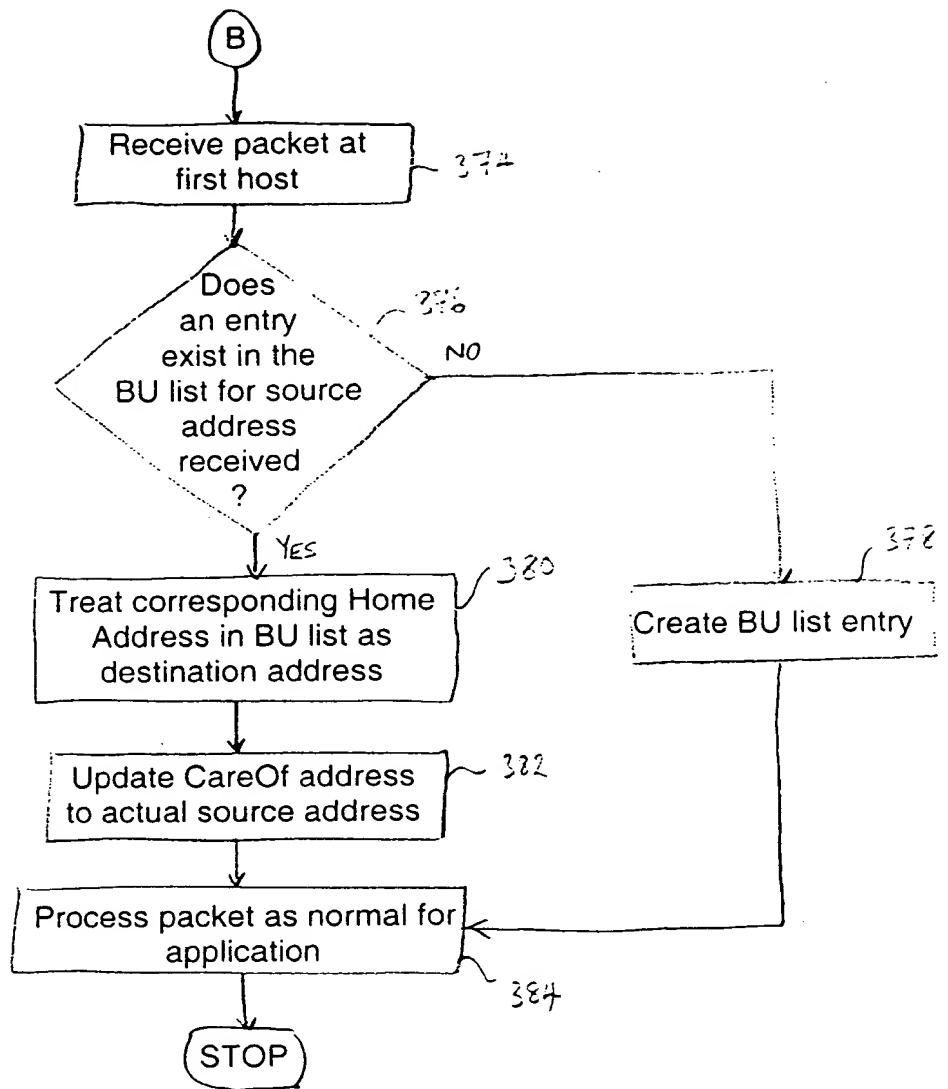 B
Receive packet at
first host
374
Does
an entry
exist in the
BU list for source
address
received
?
376
NO
YES
378
Create BU list entry
380
Treat corresponding Home
Address in BU list as
destination address
382
Update CareOf address
to actual source address
Process packet as normal for
application
384
STOP